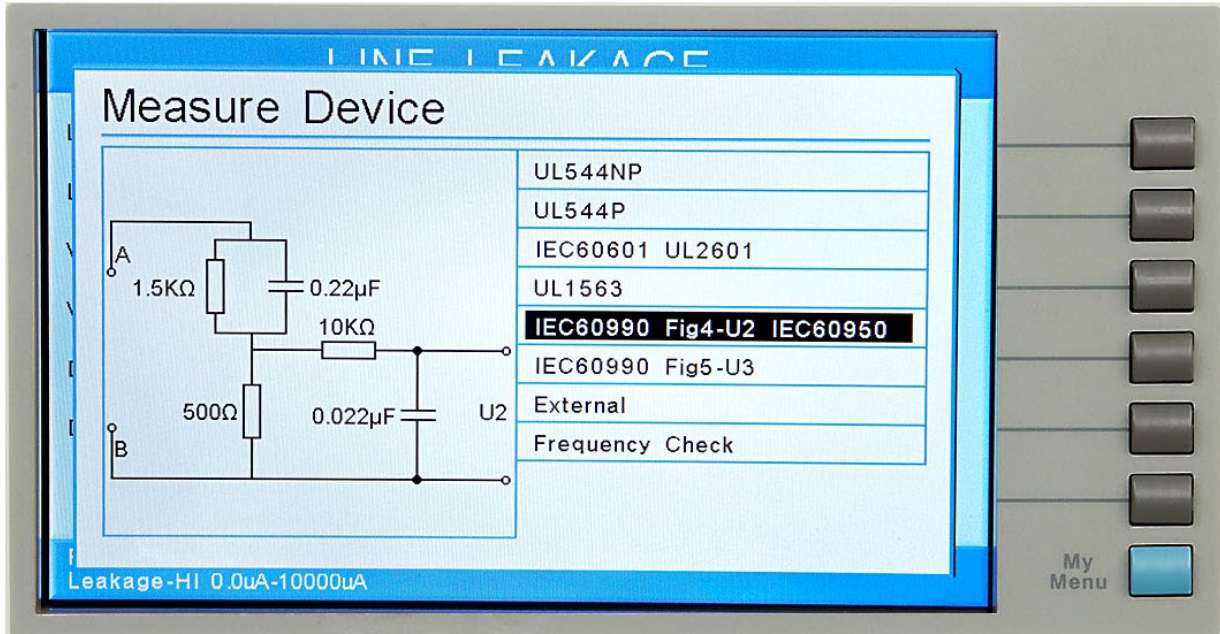 LINE LEAKAGE
Measure Device
A
1.5KΩ
0.22μF
10KΩ
500Ω
0.022μF
U2
B
UL544NP
UL544P
IEC60601 UL2601
UL1563
IEC60990 Fig4-U2 IEC60950
IEC60990 Fig5-U3
External
Frequency Check
Leakage-HI 0.0uA-10000uA
My
Menu